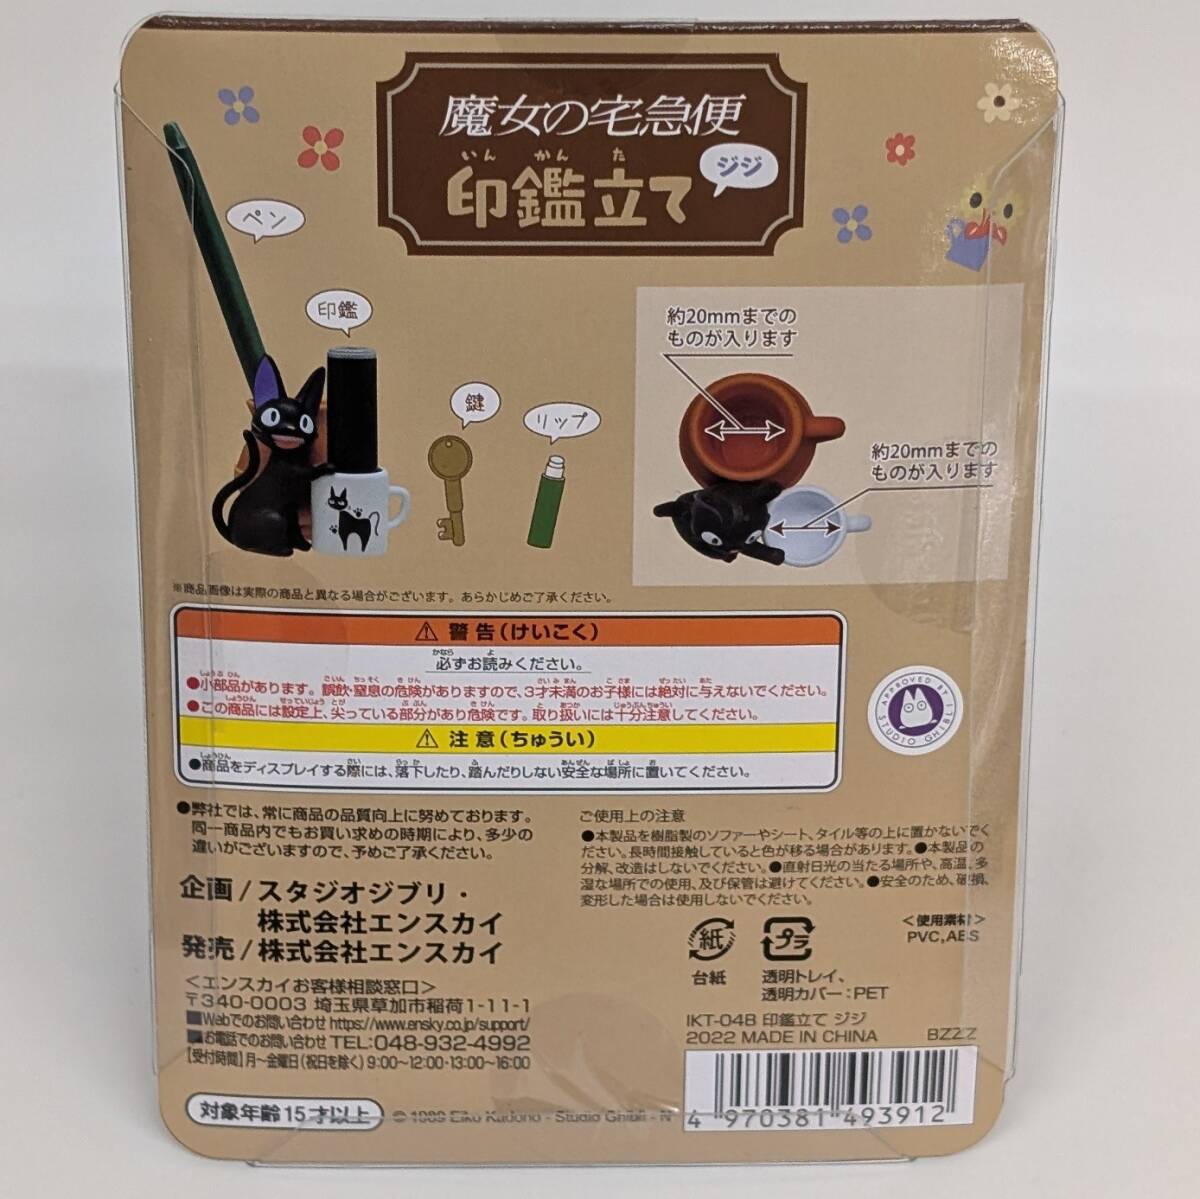 魔女の宅急便
いん かん た
印鑑立て
ジジ
ペン
印鑑
鍵
リップ
約20mmまでの
ものが入ります
約20mmまでの
ものが入ります
※商品画像は実際の商品と異なる場合がございます。あらかじめご了承ください。
⚠ 警告(けいこく)
必ずお読みください。
●小部品があります。誤飲・窒息の危険がありますので、3才未満のお子様には絶対に与えないでください。
●この商品には設定上、尖っている部分があり危険です。取り扱いには十分注意してください。
⚠ 注意(ちゅうい)
●商品をディスプレイする際には、落下したり、踏んだりしない安全な場所に置いてください。
APPROVED BY
STUDIO GHIBLI
●弊社では、常に商品の品質向上に努めております。
同一商品内でもお買い求めの時期により、多少の
違いがございますので、予めご了承ください。
企画/スタジオジブリ・
株式会社エンスカイ
発売/株式会社エンスカイ
<エンスカイお客様相談窓口>
〒340-0003 埼玉県草加市稲荷1-11-1
■Webでのお問い合わせ https://www.ensky.co.jp/support/
■お電話でのお問い合わせ TEL:048-932-4992
【受付時間】月〜金曜日(祝日を除く) 9:00〜12:00・13:00〜16:00
対象年齢15才以上
© 1989 Eiko Kadono - Studio Ghibli - N
ご使用上の注意
●本製品を樹脂製のソファーやシート、タイル等の上に置かないでく
ださい。長時間接触していると色が移る場合があります。●本製品の
分解、改造はしないでください。●直射日光の当たる場所や、高温、多
湿な場所での使用、及び保管は避けてください。●安全のため、破損、
変形した場合は使用しないでください。
<使用素材>
PVC,ABS
紙
台紙
プラ
透明トレイ、
透明カバー:PET
IKT-04B 印鑑立て ジジ
2022 MADE IN CHINA
BZZZ
4 970381 493912